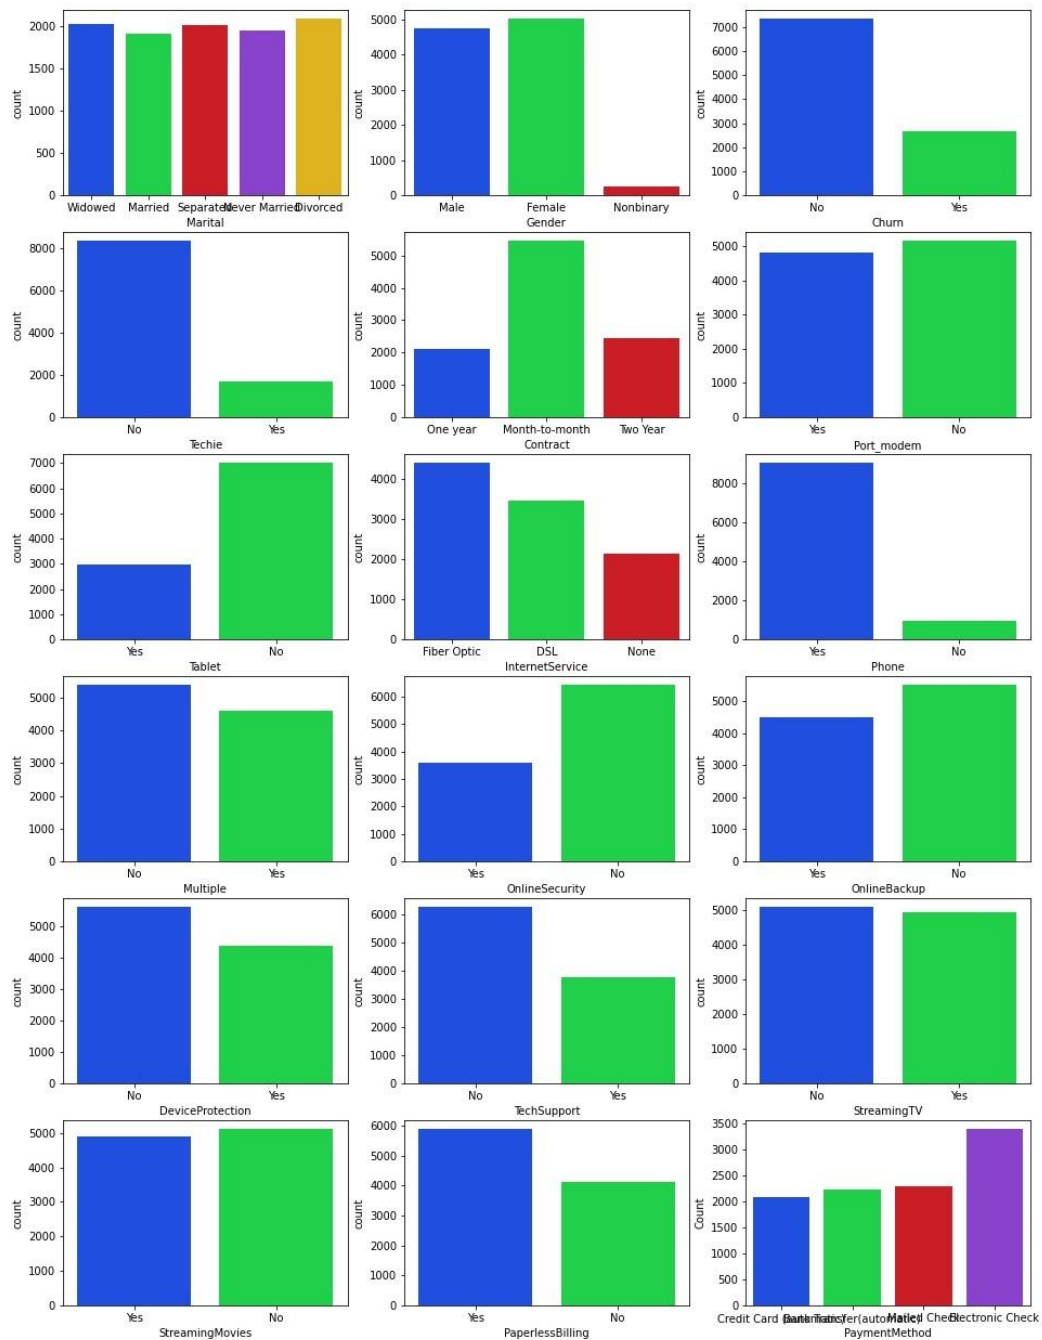 2000
1500
1000
500
0
count
Widowed Married Separated Never Married Divorced
Marital
5000
4000
3000
2000
1000
0
count
Male Female Nonbinary
Gender
7000
6000
5000
4000
3000
2000
1000
0
count
No Yes
Churn
8000
6000
4000
2000
0
count
No Yes
Techie
5000
4000
3000
2000
1000
0
count
One year Month-to-month Two Year
Contract
5000
4000
3000
2000
1000
0
count
Yes No
Port_modem
7000
6000
5000
4000
3000
2000
1000
0
count
Yes No
Tablet
4000
3000
2000
1000
0
count
Fiber Optic DSL None
InternetService
8000
6000
4000
2000
0
count
Yes No
Phone
5000
4000
3000
2000
1000
0
count
No Yes
Multiple
6000
5000
4000
3000
2000
1000
0
count
Yes No
OnlineSecurity
5000
4000
3000
2000
1000
0
count
Yes No
OnlineBackup
5000
4000
3000
2000
1000
0
count
No Yes
DeviceProtection
6000
5000
4000
3000
2000
1000
0
count
No Yes
TechSupport
5000
4000
3000
2000
1000
0
count
No Yes
StreamingTV
5000
4000
3000
2000
1000
0
count
Yes No
StreamingMovies
6000
5000
4000
3000
2000
1000
0
count
Yes No
PaperlessBilling
3500
3000
2500
2000
1500
1000
500
0
Count
Credit Card (automatic) Bank Transfer(automatic) Mailed Check Electronic Check
PaymentMethod